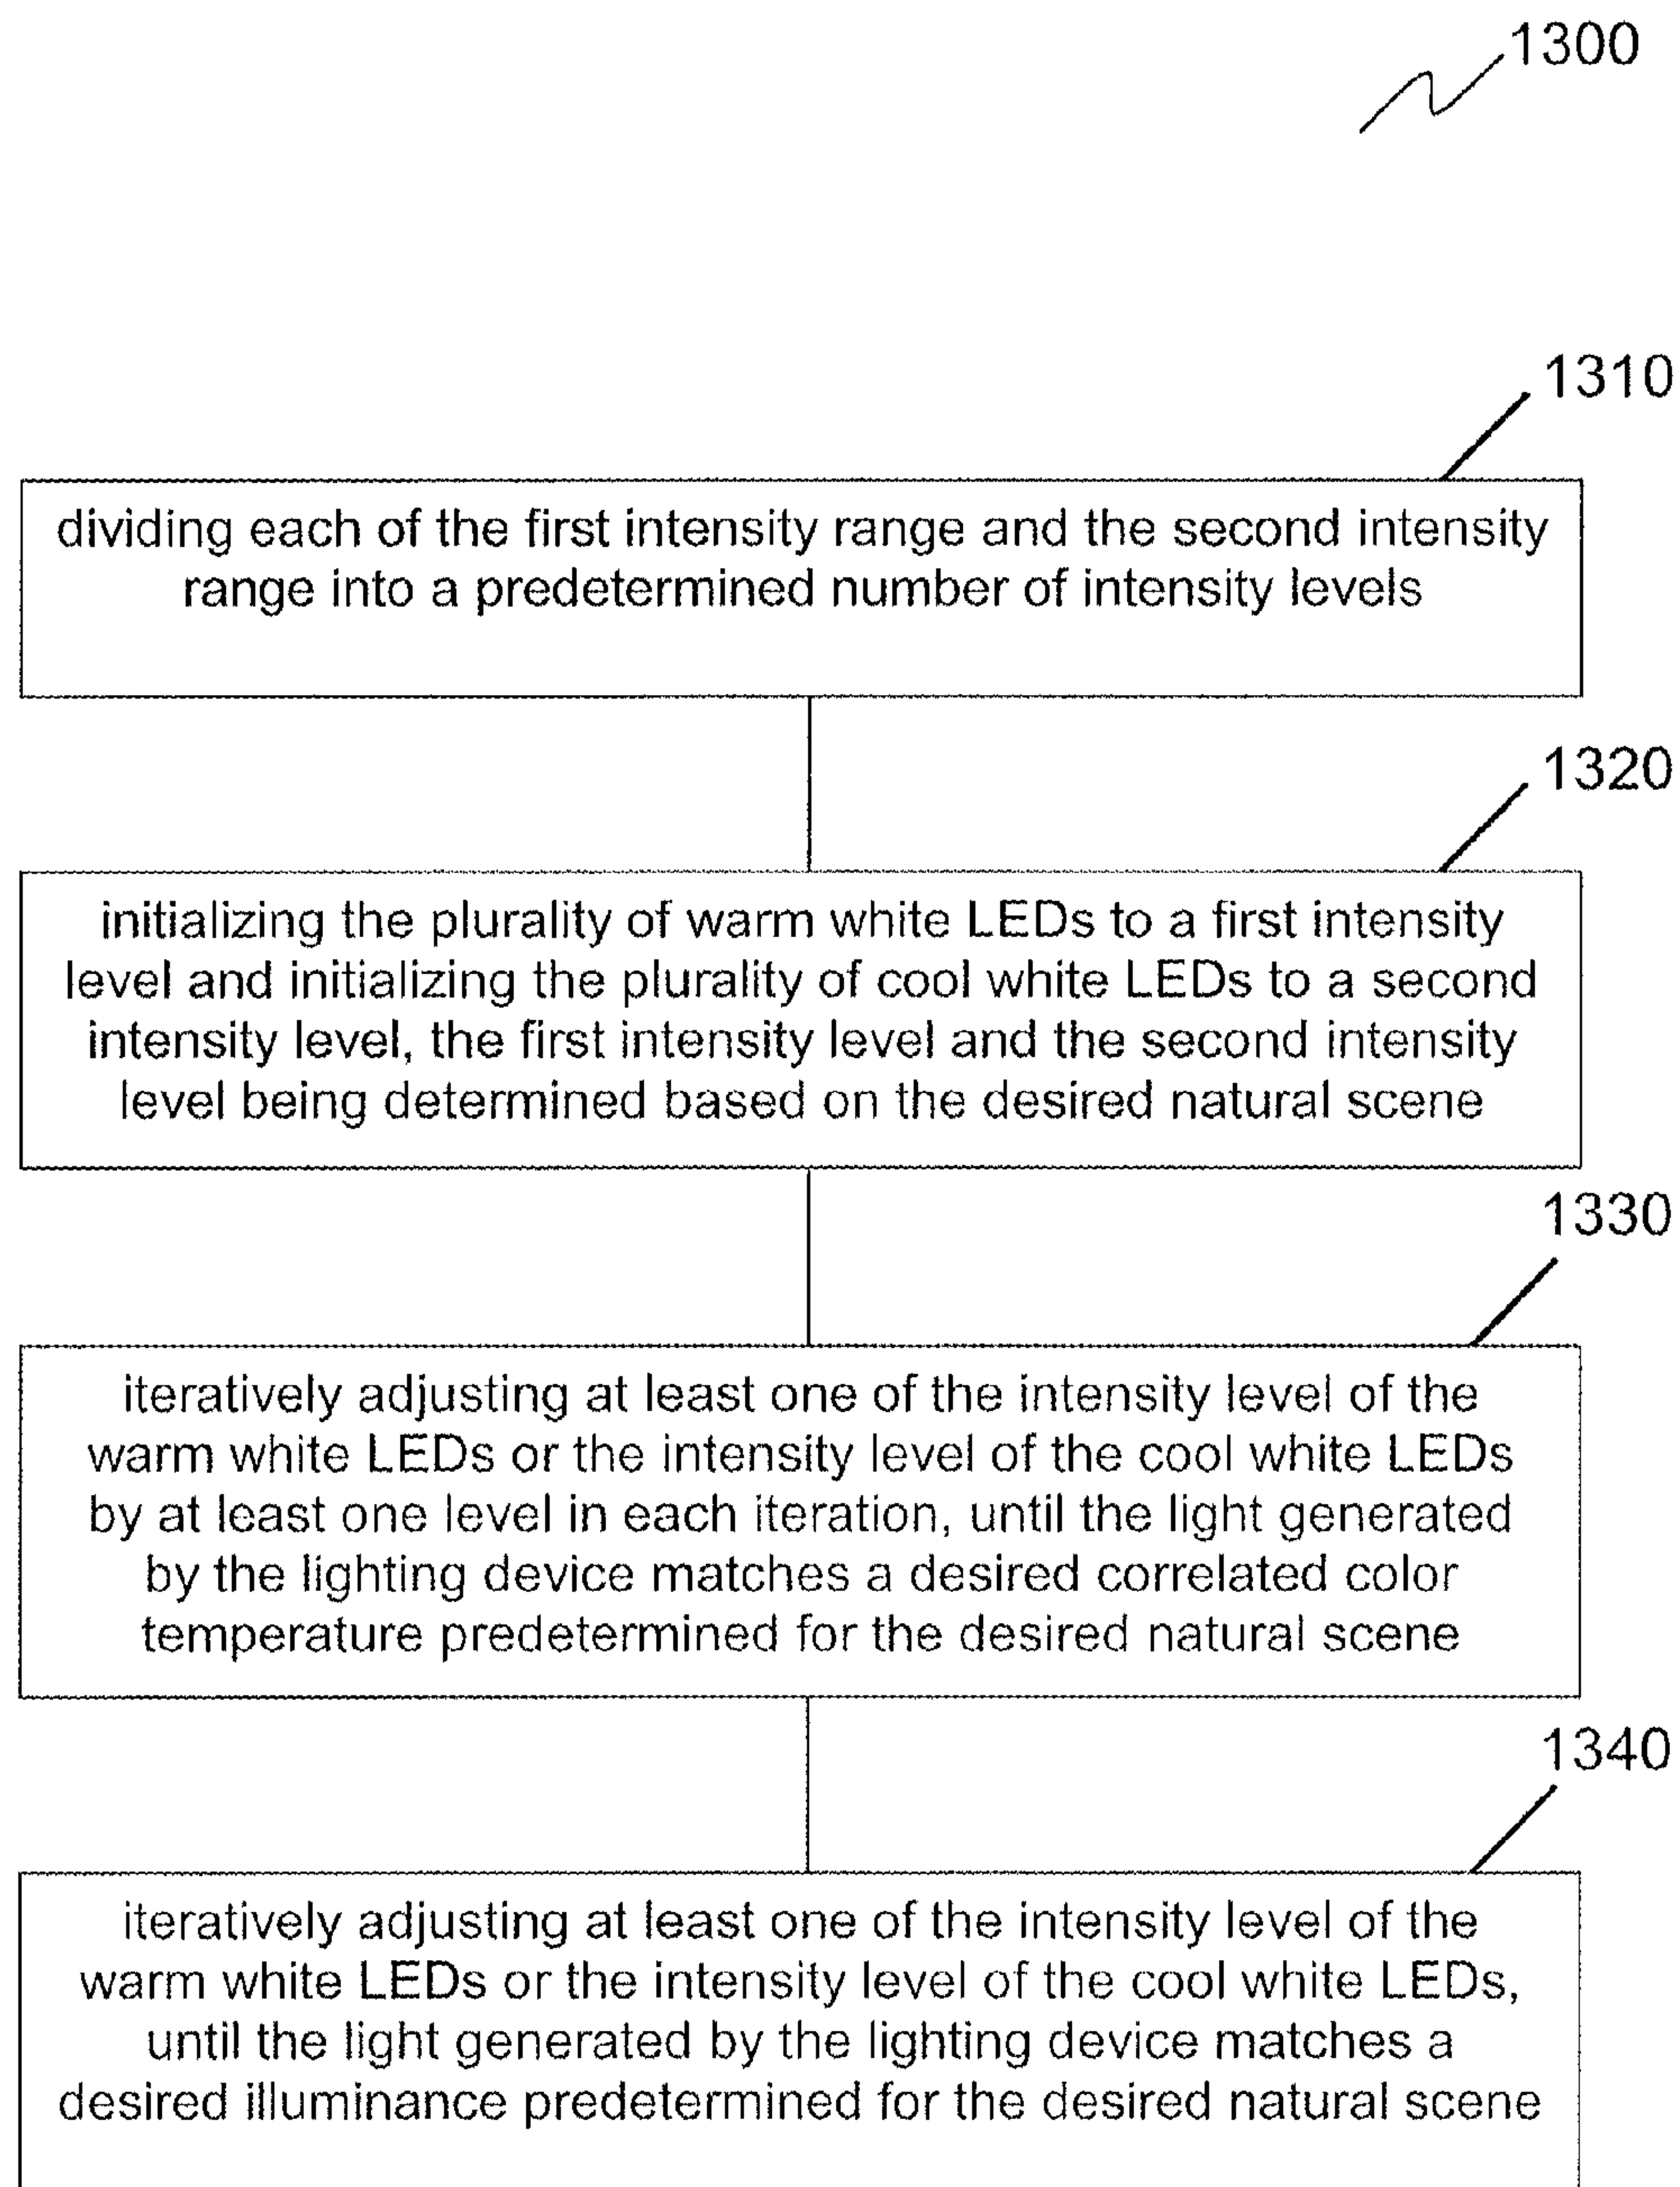 1300
1310
dividing each of the first intensity range and the second intensity
range into a predetermined number of intensity levels
1320
initializing the plurality of warm white LEDs to a first intensity
level and initializing the plurality of cool white LEDs to a second
intensity level, the first intensity level and the second intensity
level being determined based on the desired natural scene
1330
iteratively adjusting at least one of the intensity level of the
warm white LEDs or the intensity level of the cool white LEDs
by at least one level in each iteration, until the light generated
by the lighting device matches a desired correlated color
temperature predetermined for the desired natural scene
1340
iteratively adjusting at least one of the intensity level of the
warm white LEDs or the intensity level of the cool white LEDs,
until the light generated by the lighting device matches a
desired illuminance predetermined for the desired natural scene